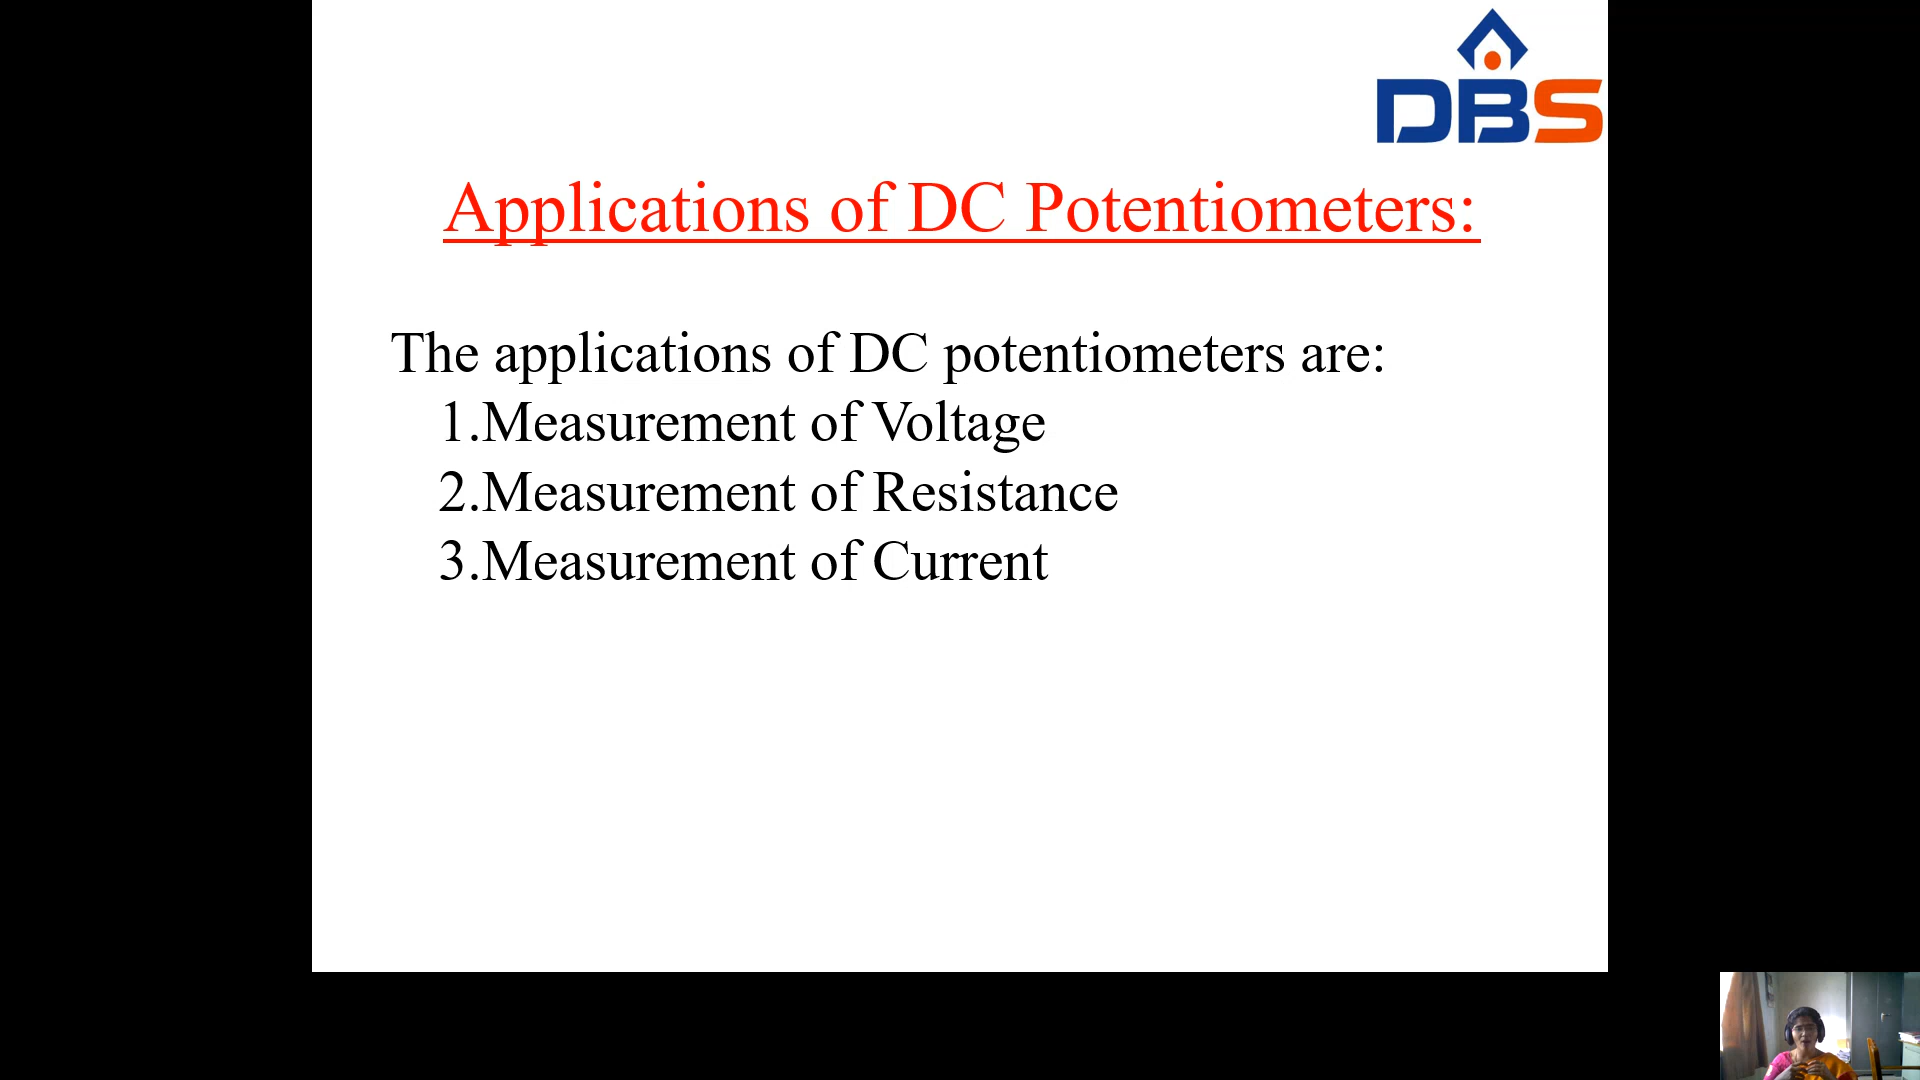 DBS
Applications of DC Potentiometers:
The applications of DC potentiometers are:
1.Measurement of Voltage
2.Measurement of Resistance
3.Measurement of Current